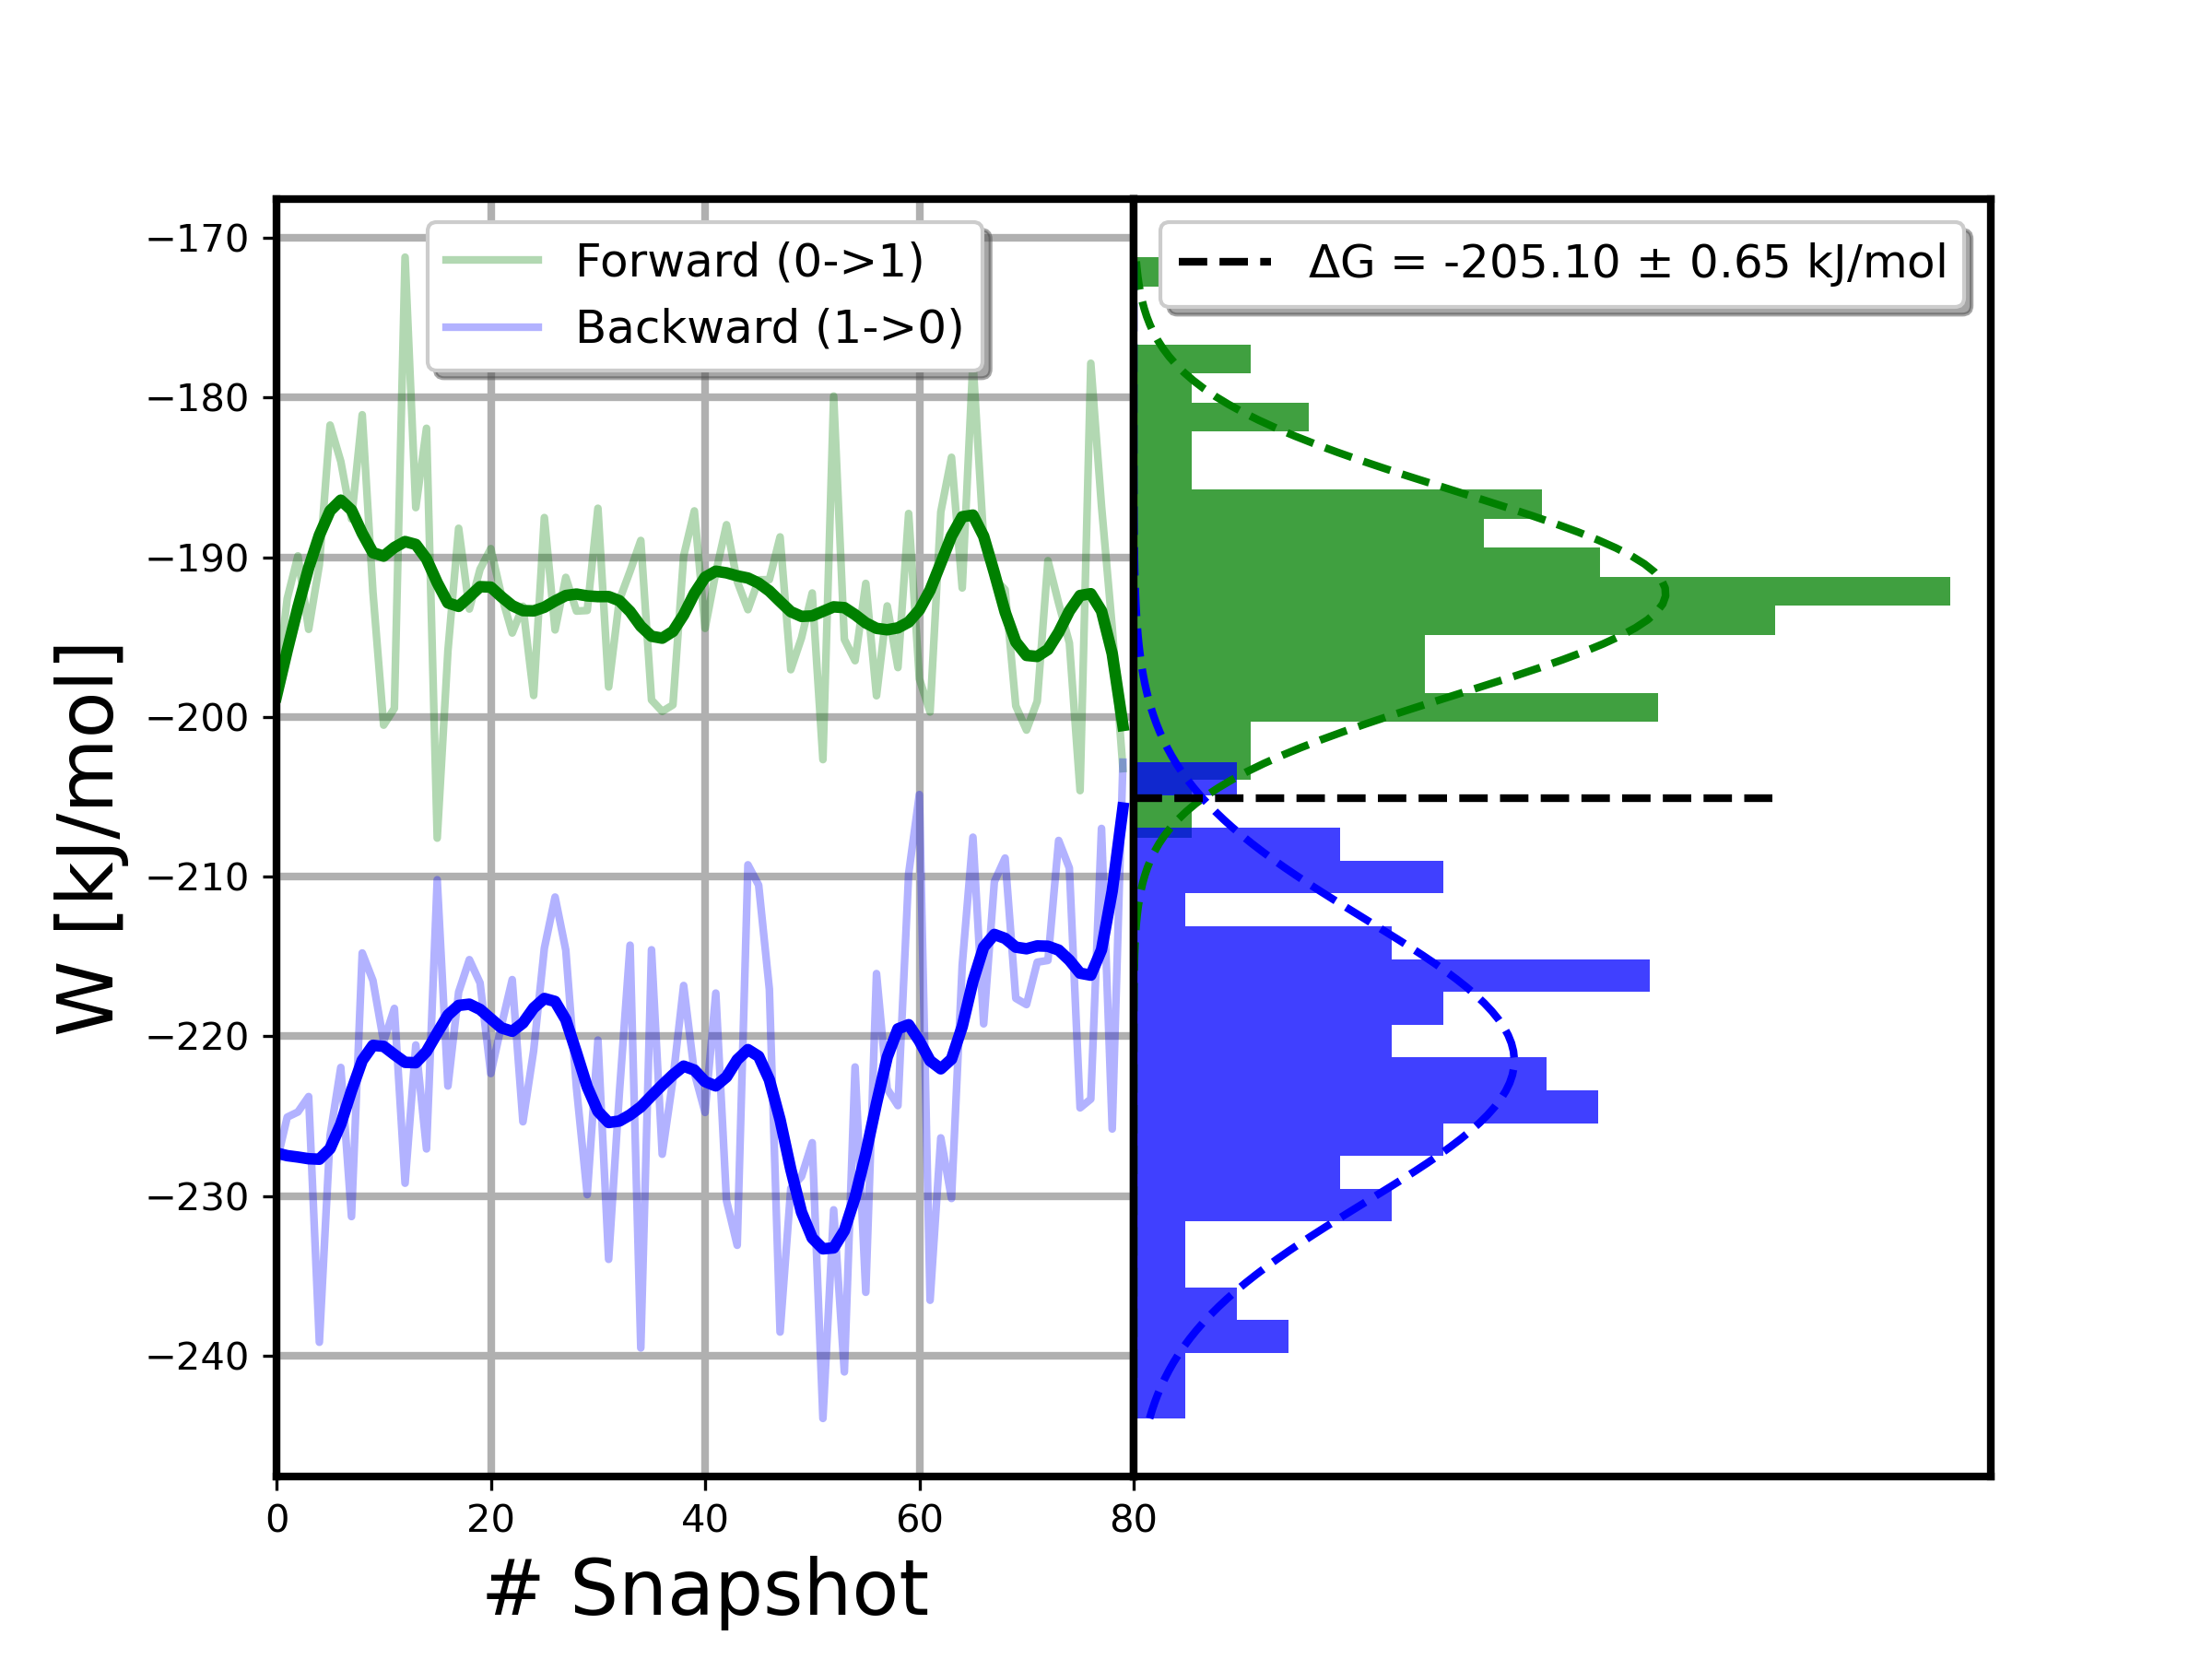 Forward (0->1)
Backward (1->0)
ΔG = -205.10 ± 0.65 kJ/mol
−170
−180
−190
−200
−210
−220
−230
−240
W [kJ/mol]
0 20 40 60 80
# Snapshot